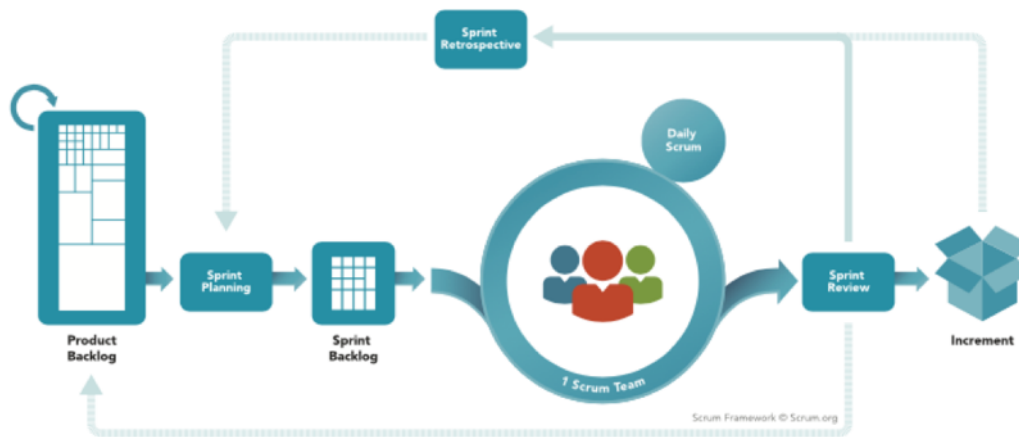 Sprint
Retrospective
Daily
Scrum
Sprint
Planning
Sprint
Review
Product
Backlog
Sprint
Backlog
1 Scrum Team
Increment
Scrum Framework © Scrum.org